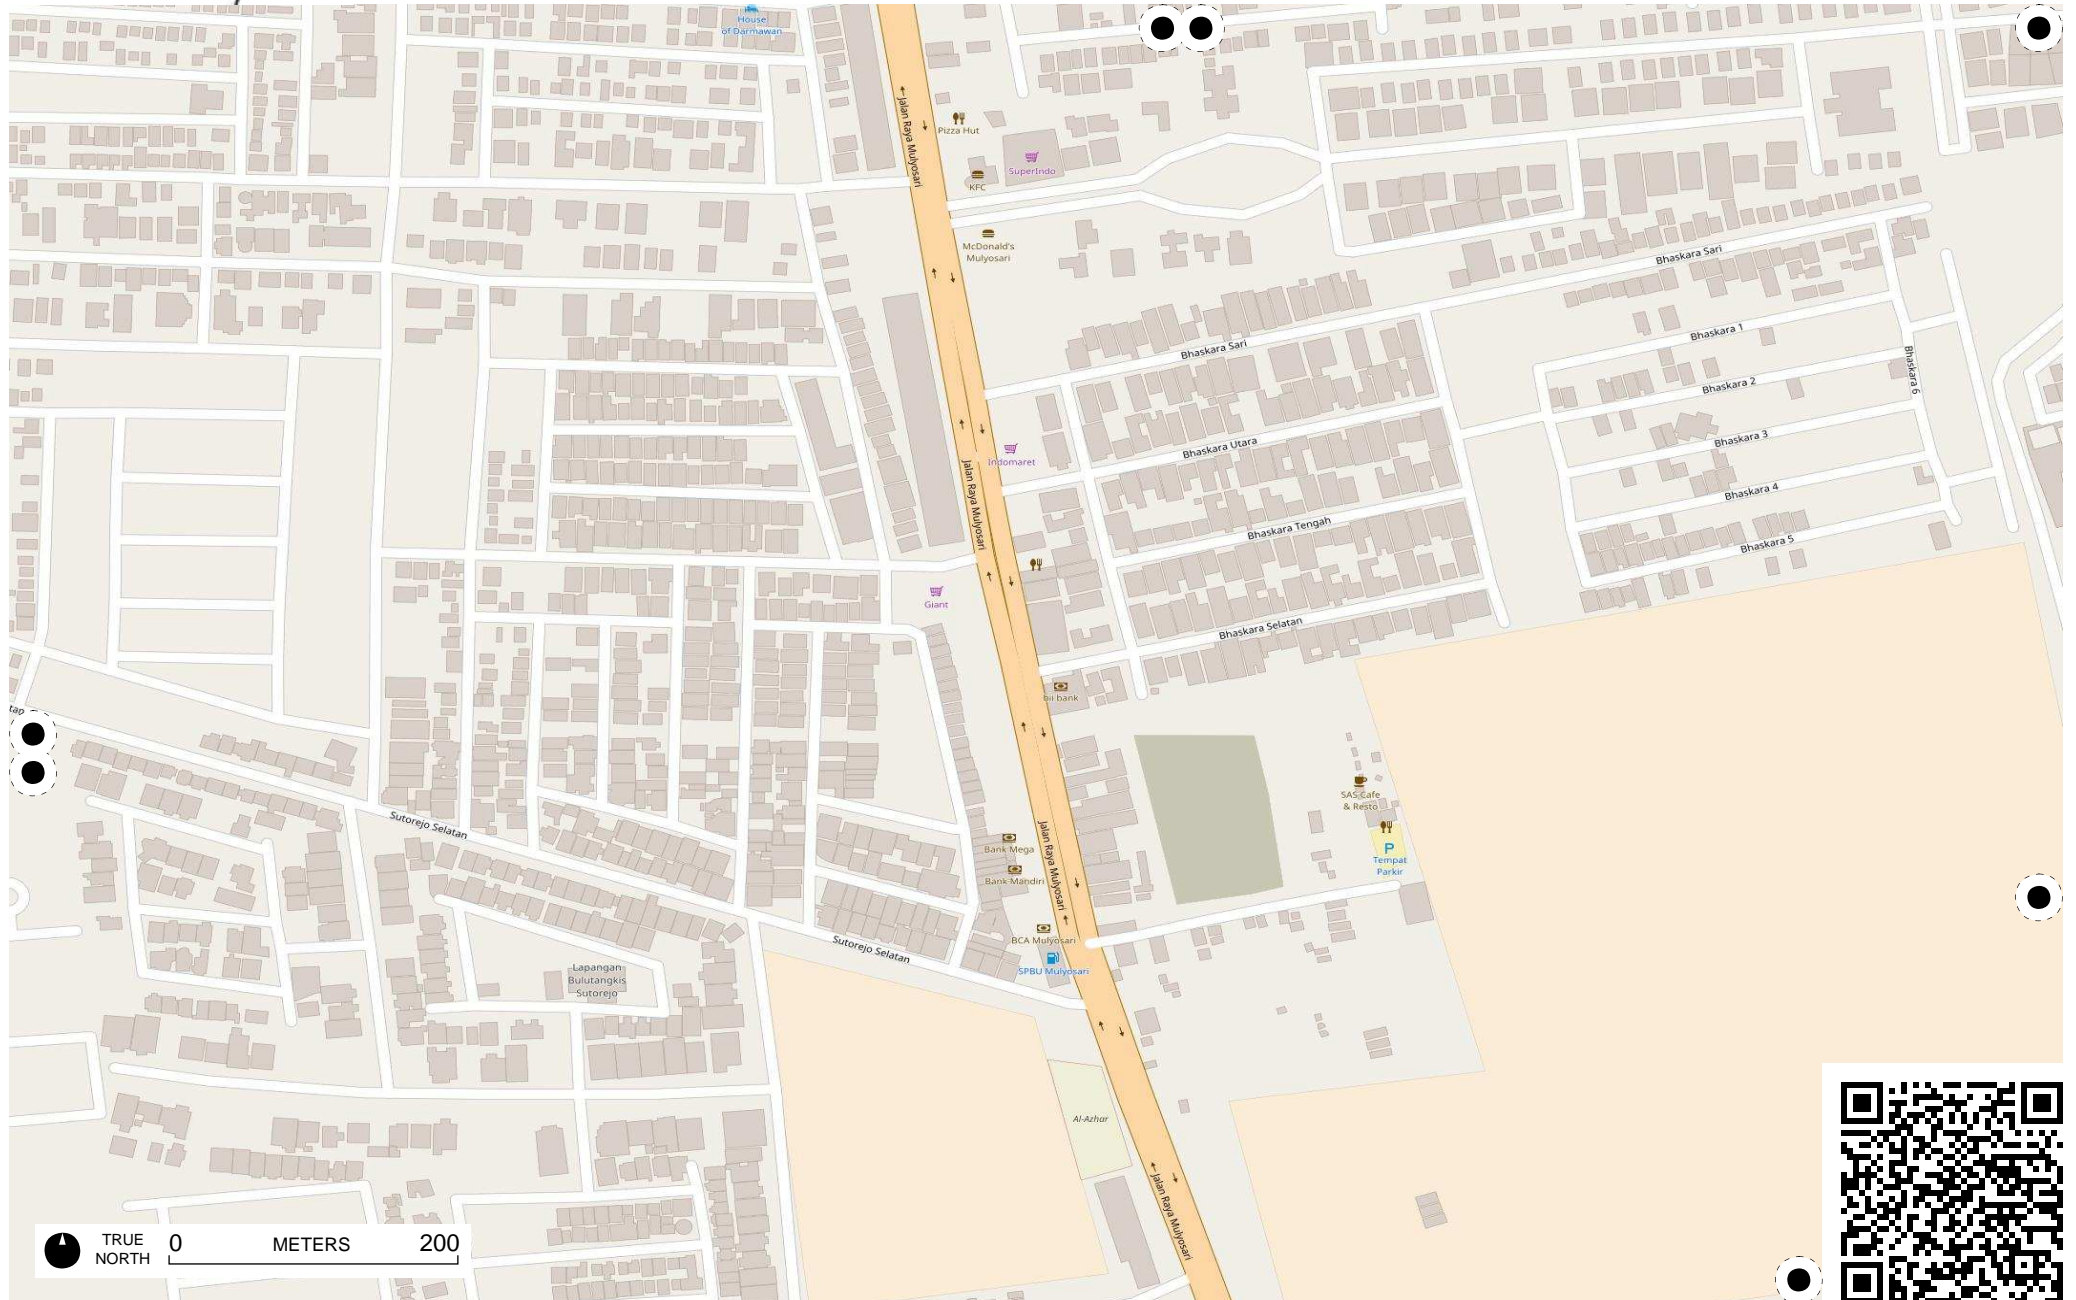 House
of Darmawan
Jalan Raya Mulyosari
Pizza Hut
SuperIndo
KFC
McDonald's
Mulyosari
Bhaskara Sari
Bhaskara Sari
Bhaskara 1
Bhaskara 2
Bhaskara 6
Bhaskara 3
Bhaskara 4
Bhaskara 5
Bhaskara Utara
Indomaret
Jalan Raya Mulyosari
Bhaskara Tengah
Giant
Bhaskara Selatan
bii bank
SAS Cafe
& Resto
P
Tempat
Parkir
Sutorejo Selatan
Bank Mega
Bank Mandiri
Jalan Raya Mulyosari
BCA Mulyosari
SPBU Mulyosari
Sutorejo Selatan
Lapangan
Bulutangkis
Sutorejo
Al-Azhar
Jalan Raya Mulyosari
TRUE
NORTH
0 METERS 200